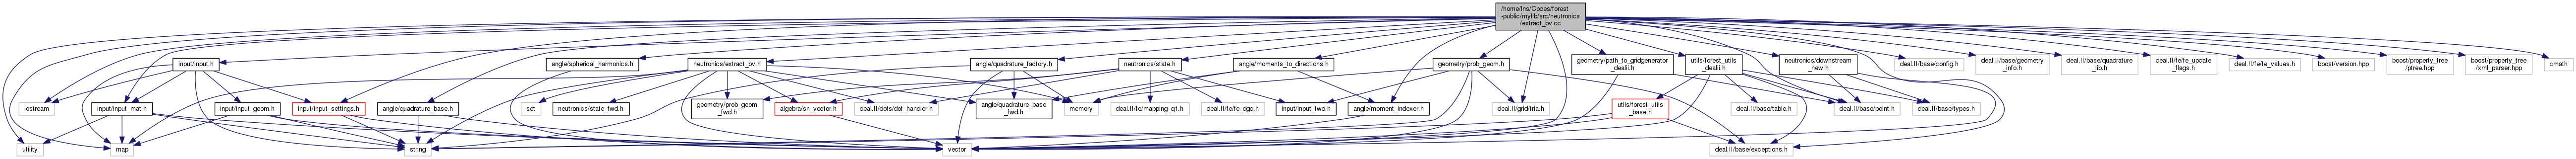 /home/lns/Codes/forest
-public/mylib/src/neutronics
/extract_bv.cc
input/input.h
angle/spherical_harmonics.h
neutronics/extract_bv.h
angle/quadrature_factory.h
neutronics/state.h
angle/moments_to_directions.h
geometry/prob_geom.h
geometry/path_to_gridgenerator
_dealii.h
utils/forest_utils
_dealii.h
neutronics/downstream
_new.h
deal.II/base/config.h
deal.II/base/geometry
_info.h
deal.II/base/quadrature
_lib.h
deal.II/fe/fe_update
_flags.h
deal.II/fe/fe_values.h
boost/version.hpp
boost/property_tree
/ptree.hpp
boost/property_tree
/xml_parser.hpp
cmath
iostream
input/input_mat.h
input/input_geom.h
input/input_settings.h
angle/quadrature_base.h
set
neutronics/state_fwd.h
geometry/prob_geom
_fwd.h
algebra/sn_vector.h
deal.II/dofs/dof_handler.h
angle/quadrature_base
_fwd.h
memory
deal.II/fe/mapping_q1.h
deal.II/fe/fe_dgq.h
input/input_fwd.h
angle/moment_indexer.h
deal.II/grid/tria.h
utils/forest_utils
_base.h
deal.II/base/table.h
deal.II/base/point.h
deal.II/base/types.h
utility
map
string
vector
deal.II/base/exceptions.h